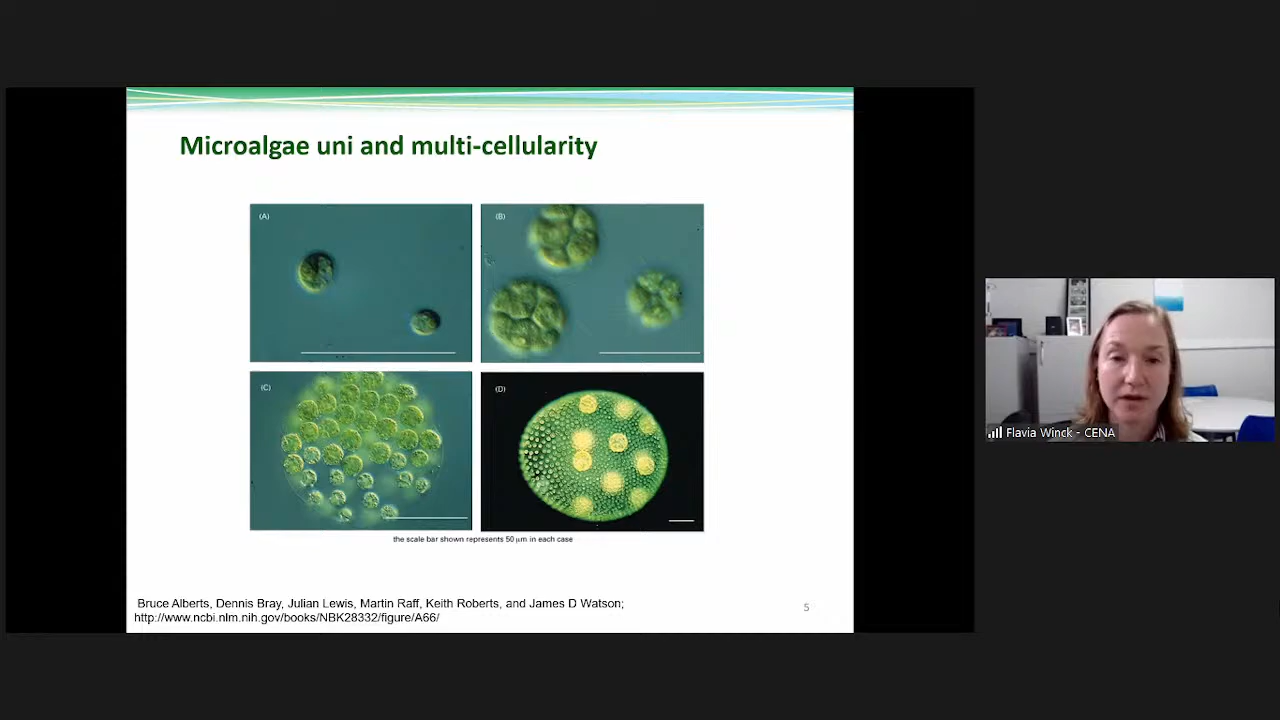 Microalgae uni and multi-cellularity
(A)
(B)
(C)
(D)
the scale bar shown represents 50 μm in each case
Bruce Alberts, Dennis Bray, Julian Lewis, Martin Raff, Keith Roberts, and James D Watson;
http://www.ncbi.nlm.nih.gov/books/NBK28332/figure/A66/
5
Flavia Winck - CENA